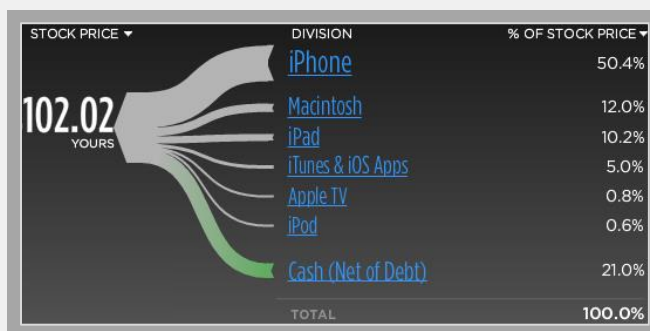 STOCK PRICE ▾ DIVISION % OF STOCK PRICE ▾
iPhone 50.4%
102.02
YOURS
Macintosh 12.0%
iPad 10.2%
iTunes & iOS Apps 5.0%
Apple TV 0.8%
iPod 0.6%
Cash (Net of Debt) 21.0%
TOTAL 100.0%